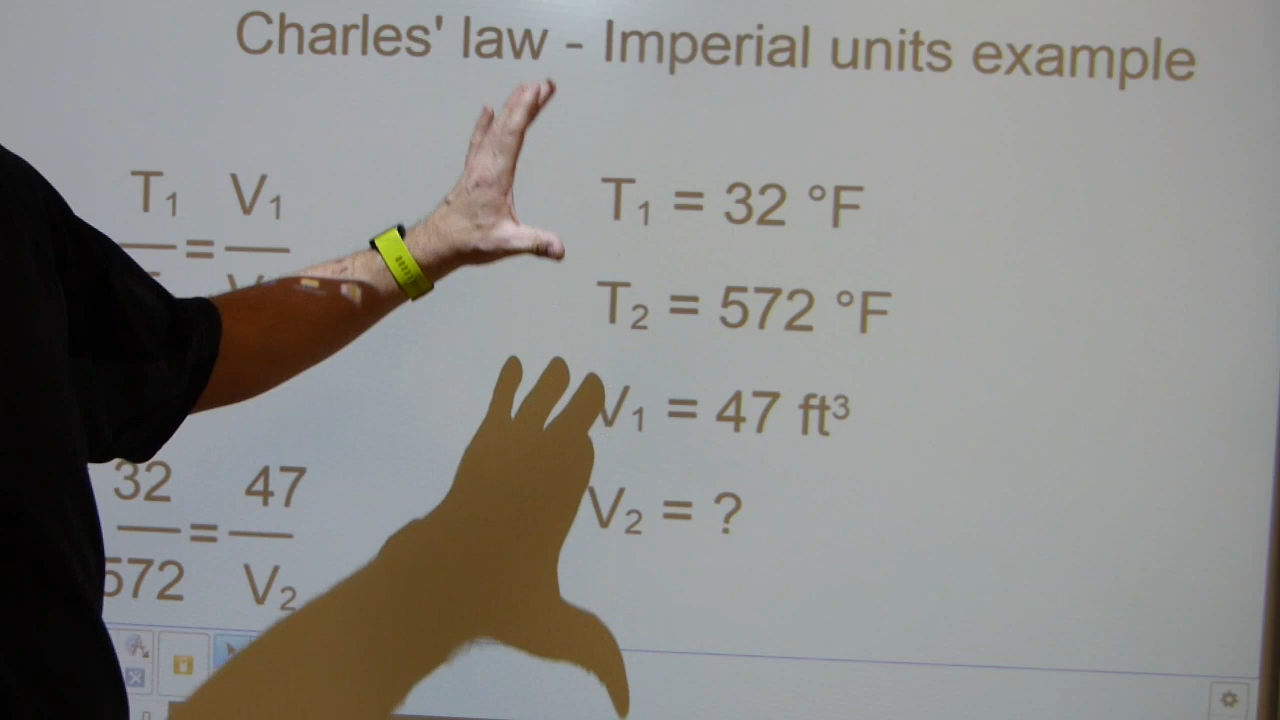 Charles' law - Imperial units example
T₁ = V₁
T₁ = 32 °F
T₂ = 572 °F
V₁ = 47 ft³
V₂ = ?
32 = 47
572 V₂